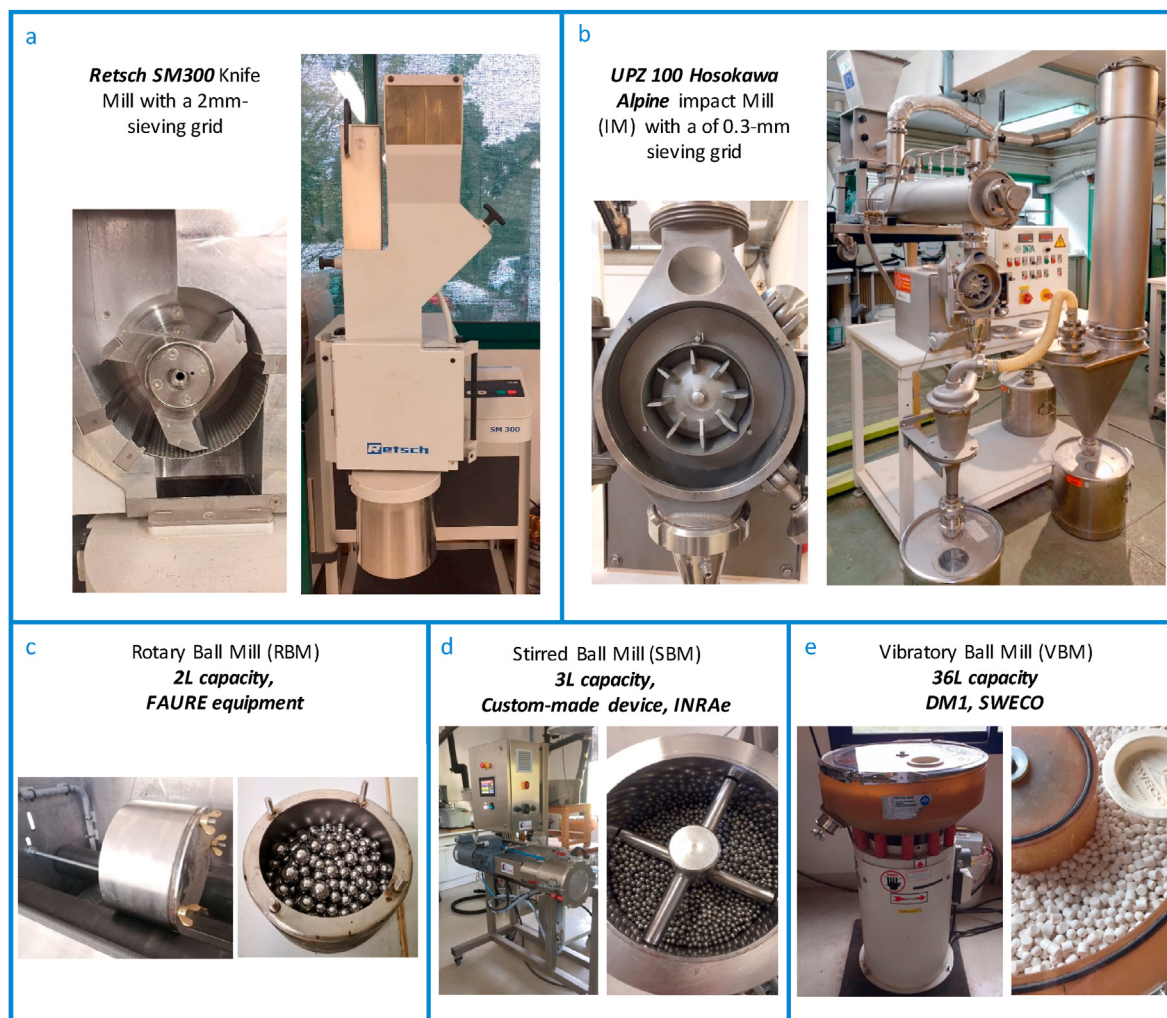 a
Retsch SM300 Knife
Mill with a 2mm-
sieving grid
SM 300
Retsch
b
UPZ 100 Hosokawa
Alpine impact Mill
(IM) with a of 0.3-mm
sieving grid
INRA
c
Rotary Ball Mill (RBM)
2L capacity,
FAURE equipment
d
Stirred Ball Mill (SBM)
3L capacity,
Custom-made device, INRAe
e
Vibratory Ball Mill (VBM)
36L capacity
DM1, SWECO